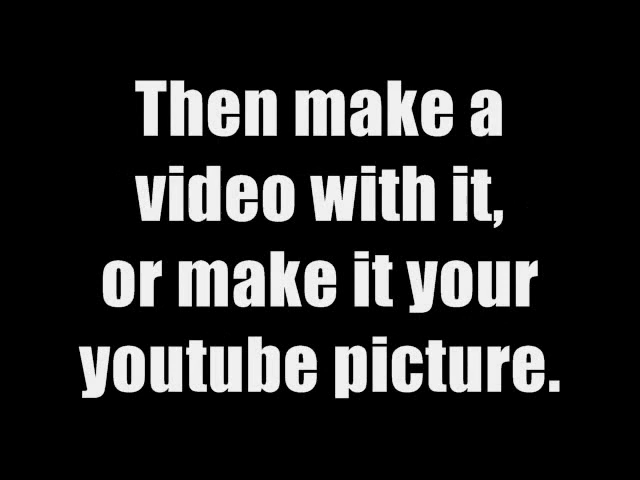 Then make a
video with it,
or make it your
youtube picture.